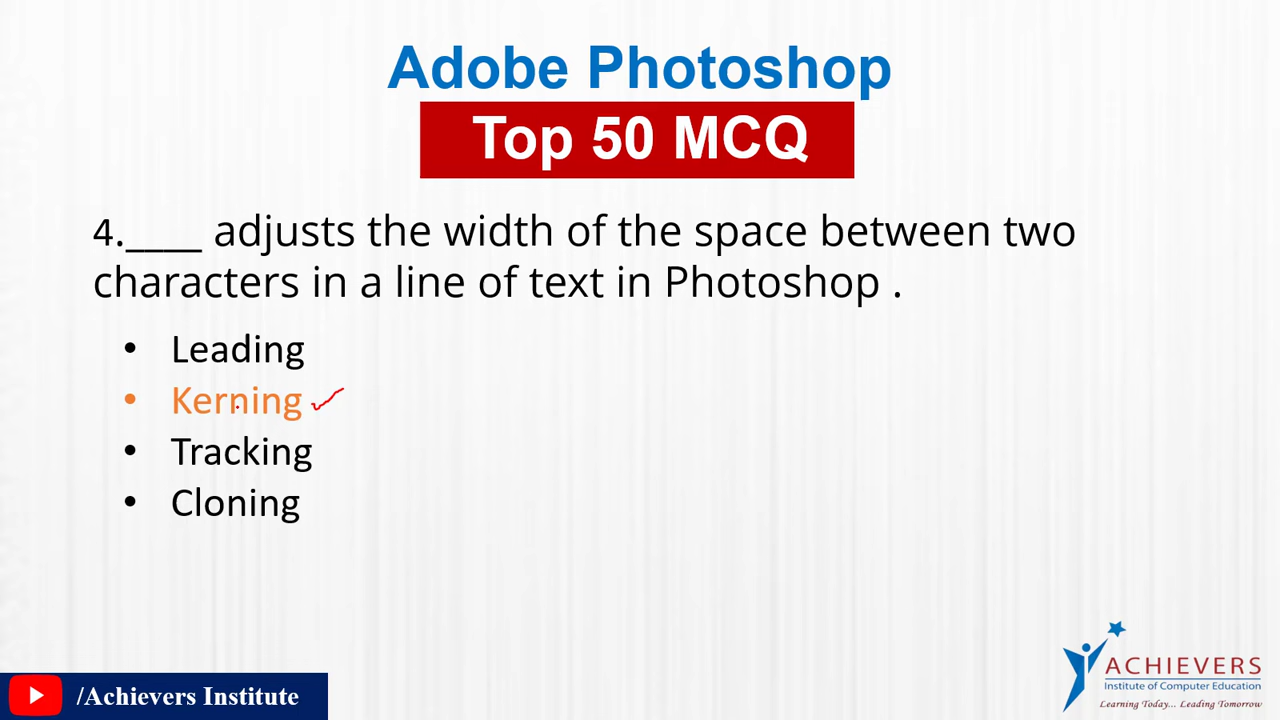 Adobe Photoshop
Top 50 MCQ
4.____ adjusts the width of the space between two
characters in a line of text in Photoshop .
• Leading
• Kerning
• Tracking
• Cloning
/Achievers Institute
ACHIEVERS
Institute of Computer Education
Learning Today... Leading Tomorrow